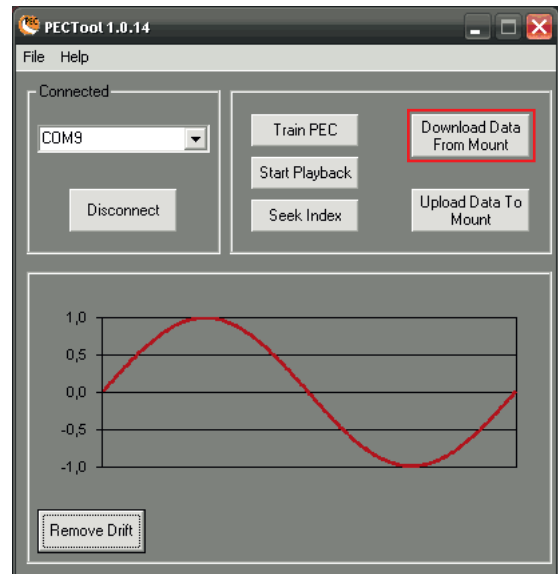 PEC
PECTool 1.0.14
File Help
Connected
COM9
Disconnect
Train PEC
Start Playback
Seek Index
Download Data
From Mount
Upload Data To
Mount
1,0
0,5
0,0
-0,5
-1,0
Remove Drift